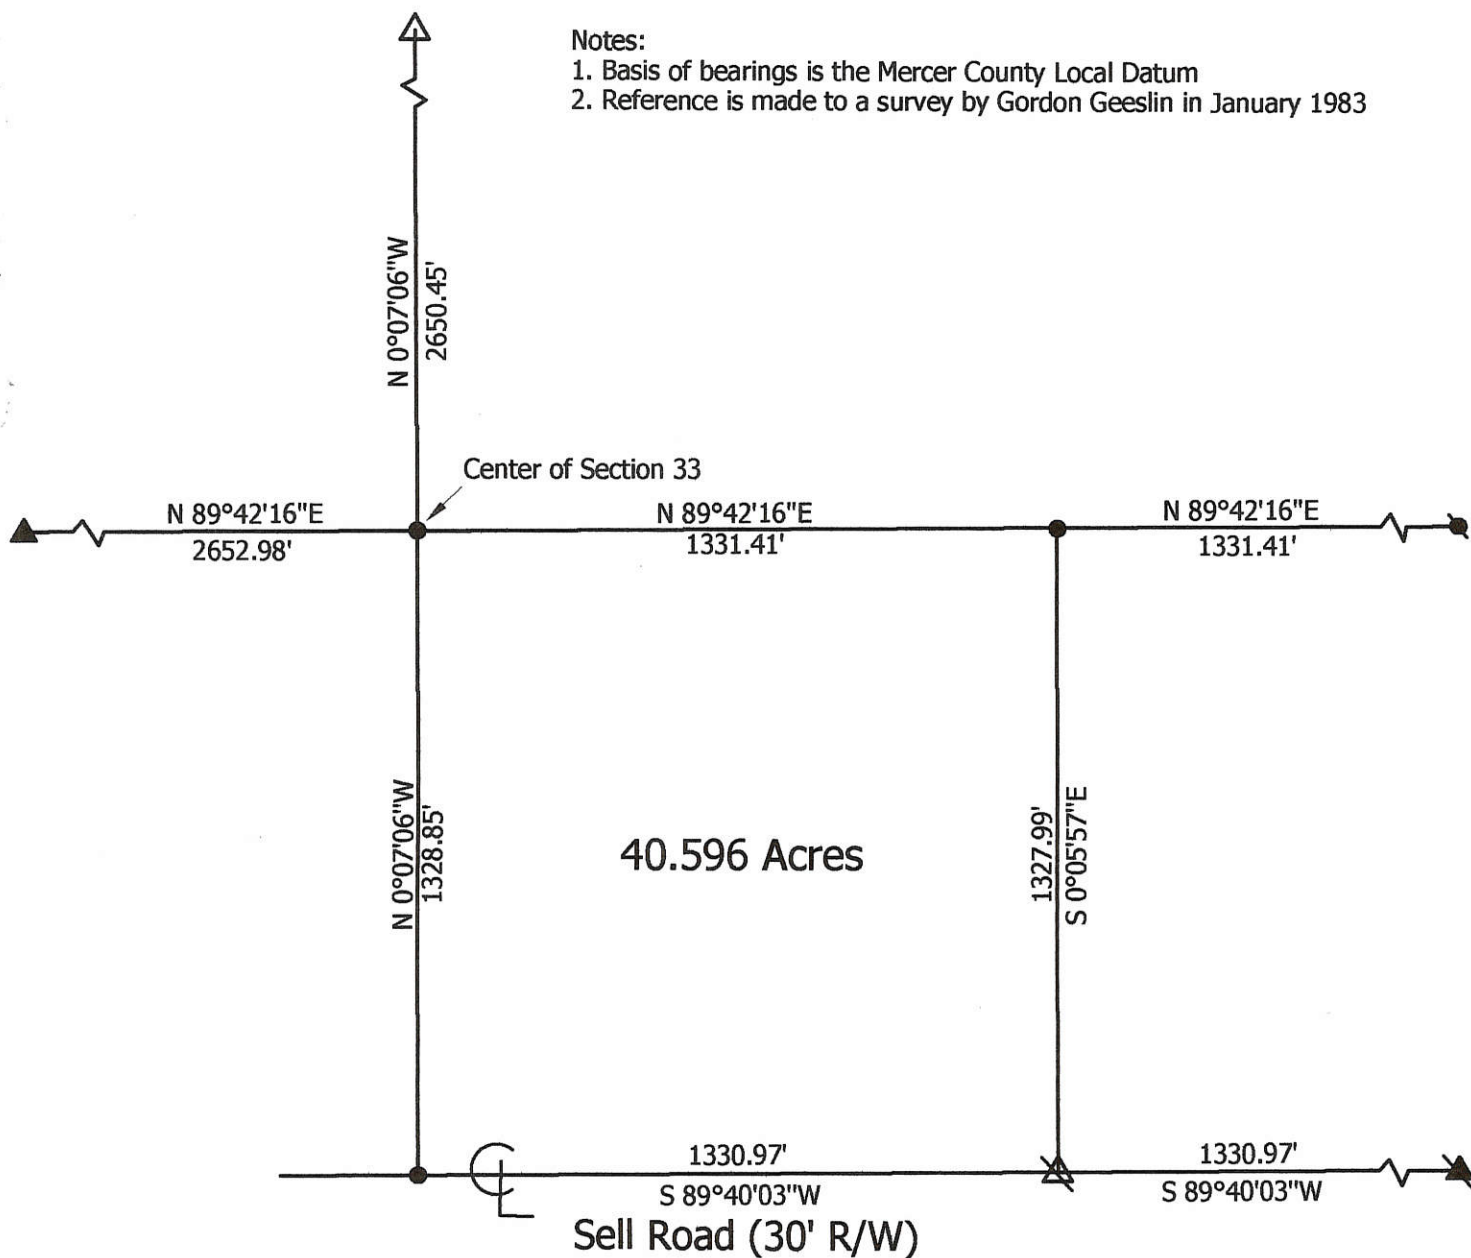 Notes:
1. Basis of bearings is the Mercer County Local Datum
2. Reference is made to a survey by Gordon Geeslin in January 1983
N 0°07'06"W
2650.45'
Center of Section 33
N 89°42'16"E
2652.98'
N 89°42'16"E
1331.41'
N 89°42'16"E
1331.41'
N 0°07'06"W
1328.85'
40.596 Acres
1327.99'
S 0°05'57"E
1330.97'
S 89°40'03"W
1330.97'
S 89°40'03"W
Sell Road (30' R/W)